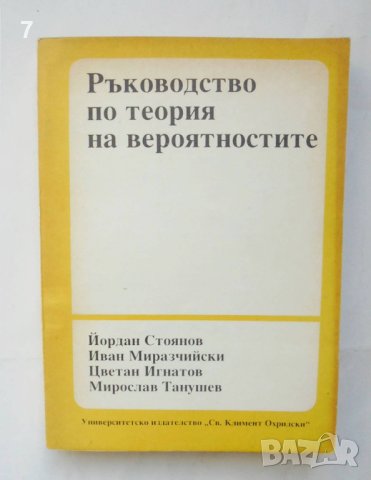 7
Ръководство
по теория
на вероятностите
Йордан Стоянов
Иван Миразчийски
Цветан Игнатов
Мирослав Танушев
Университетско издателство „Св. Климент Охридски"
BAZAR